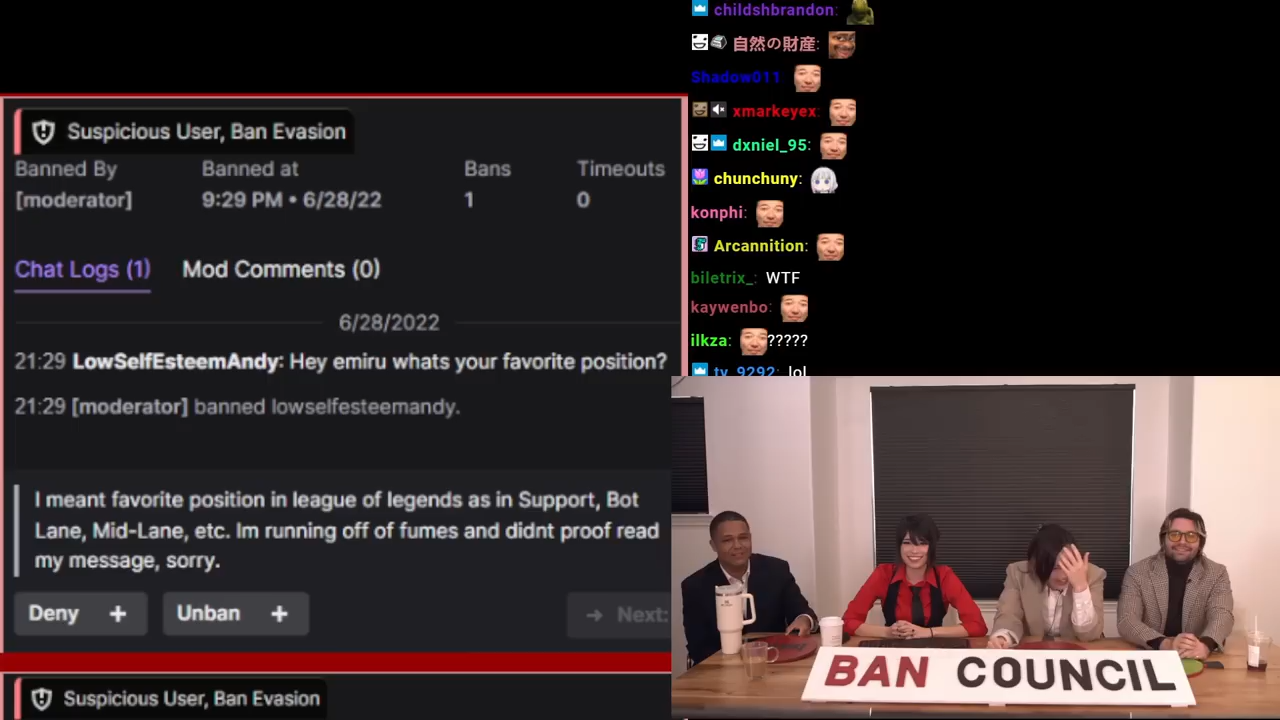 Suspicious User, Ban Evasion
Banned By Banned at Bans Timeouts
[moderator] 9:29 PM • 6/28/22 1 0
Chat Logs (1) Mod Comments (0)
6/28/2022
21:29 LowSelfEsteemAndy: Hey emiru whats your favorite position?
21:29 [moderator] banned lowselfesteemandy.
I meant favorite position in league of legends as in Support, Bot
Lane, Mid-Lane, etc. Im running off of fumes and didnt proof read
my message, sorry.
Deny + Unban + → Next:
Suspicious User, Ban Evasion
childshbrandon:
自然の財産:
Shadow011
xmarkeyex:
dxniel_95:
chunchuny:
konphi:
Arcannition:
biletrix_: WTF
kaywenbo:
ilkza: ?????
tv_9292: lol
BAN COUNCIL